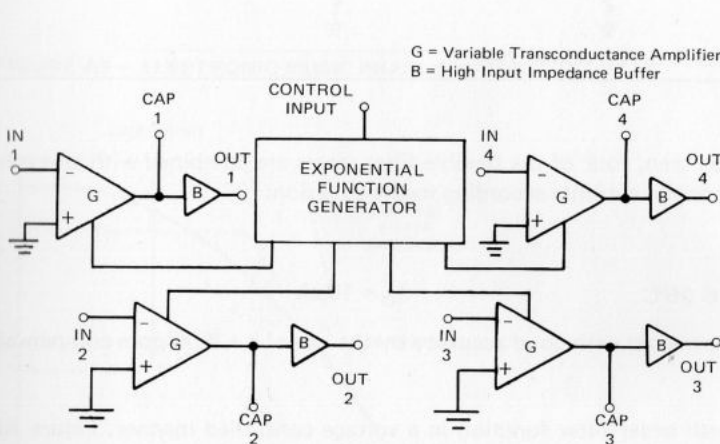 G = Variable Transconductance Amplifier
B = High Input Impedance Buffer
CONTROL
INPUT
CAP
1
IN
1
OUT
1
−
+
G
B
EXPONENTIAL
FUNCTION
GENERATOR
CAP
4
IN
4
OUT
4
−
+
G
B
IN
2
−
+
G
B
OUT
2
CAP
2
IN
3
−
+
G
B
OUT
3
CAP
3